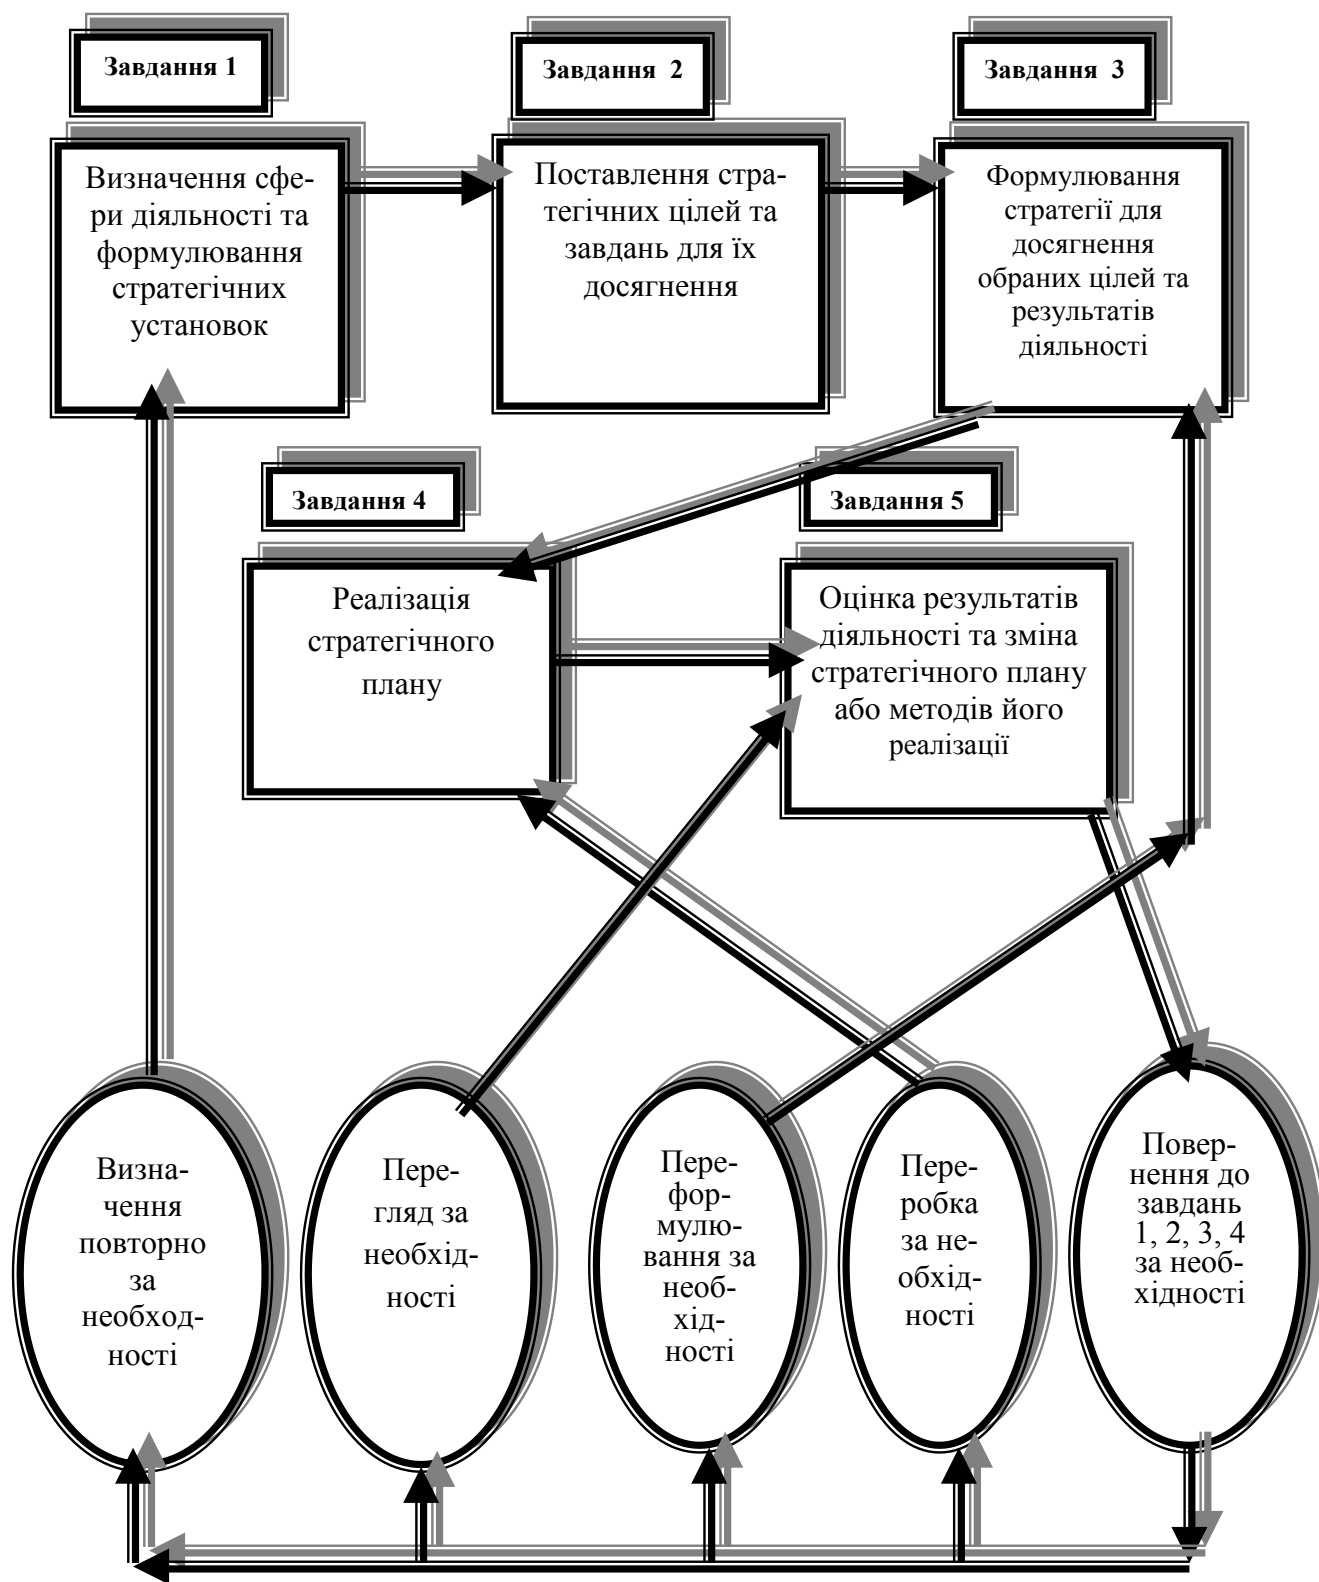 Завдання 1
Завдання 2
Завдання 3
Визначення сфе-
ри діяльності та
формулювання
стратегічних
установок
Поставлення стра-
тегічних цілей та
завдань для їх
досягнення
Формулювання
стратегії для
досягнення
обраних цілей та
результатів
діяльності
Завдання 4
Завдання 5
Реалізація
стратегічного
плану
Оцінка результатів
діяльності та зміна
стратегічного плану
або методів його
реалізації
Визна-
чення
повторно
за
необход-
ності
Пере-
гляд за
необхід-
ності
Пере-
фор-
мулю-
вання за
необ-
хід-
ності
Пере-
робка
за не-
обхід-
ності
Повер-
нення до
завдань
1, 2, 3, 4
за необ-
хідності